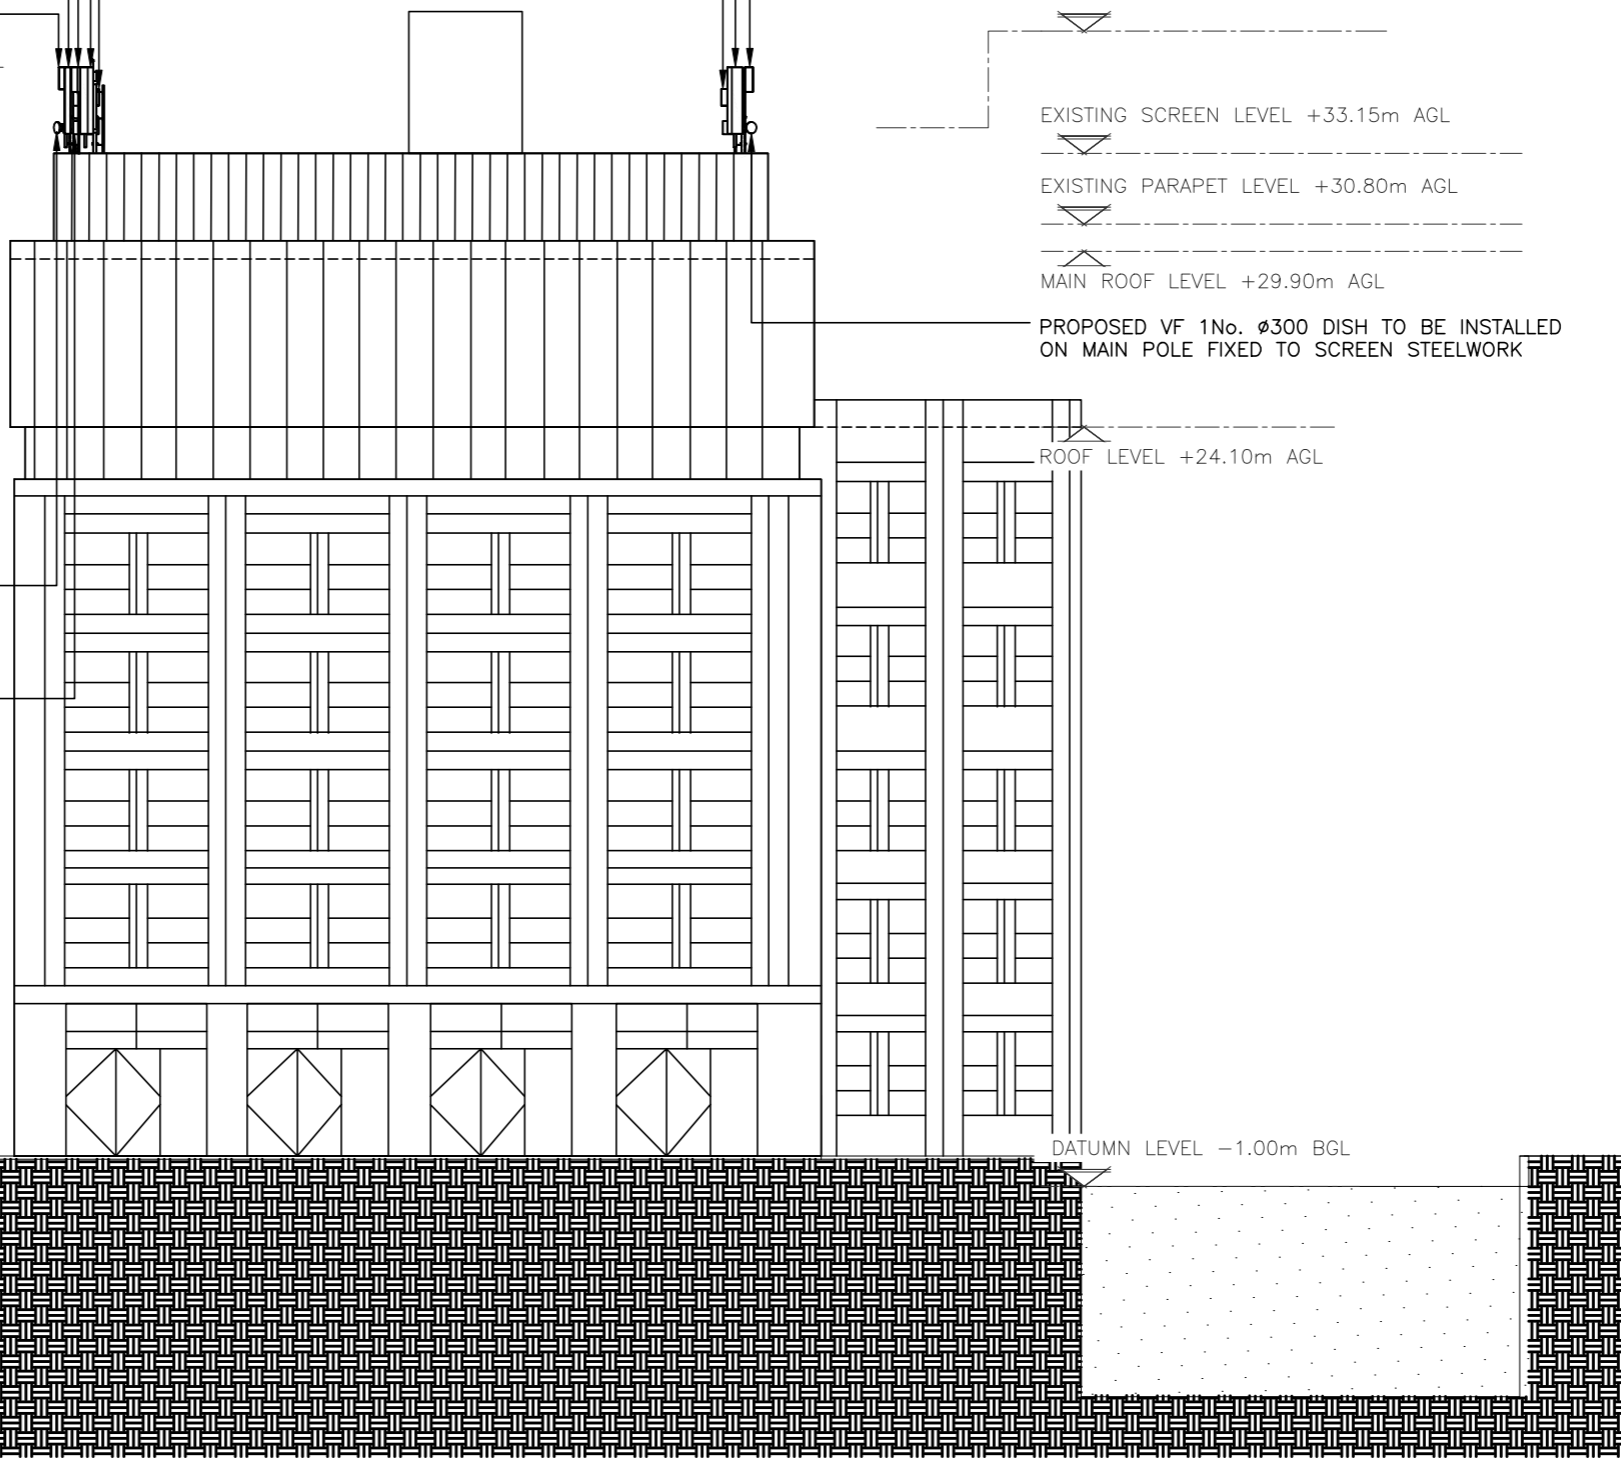 EXISTING SCREEN LEVEL +33.15m AGL
EXISTING PARAPET LEVEL +30.80m AGL
MAIN ROOF LEVEL +29.90m AGL
PROPOSED VF 1No. ø300 DISH TO BE INSTALLED
ON MAIN POLE FIXED TO SCREEN STEELWORK
ROOF LEVEL +24.10m AGL
DATUMN LEVEL -1.00m BGL